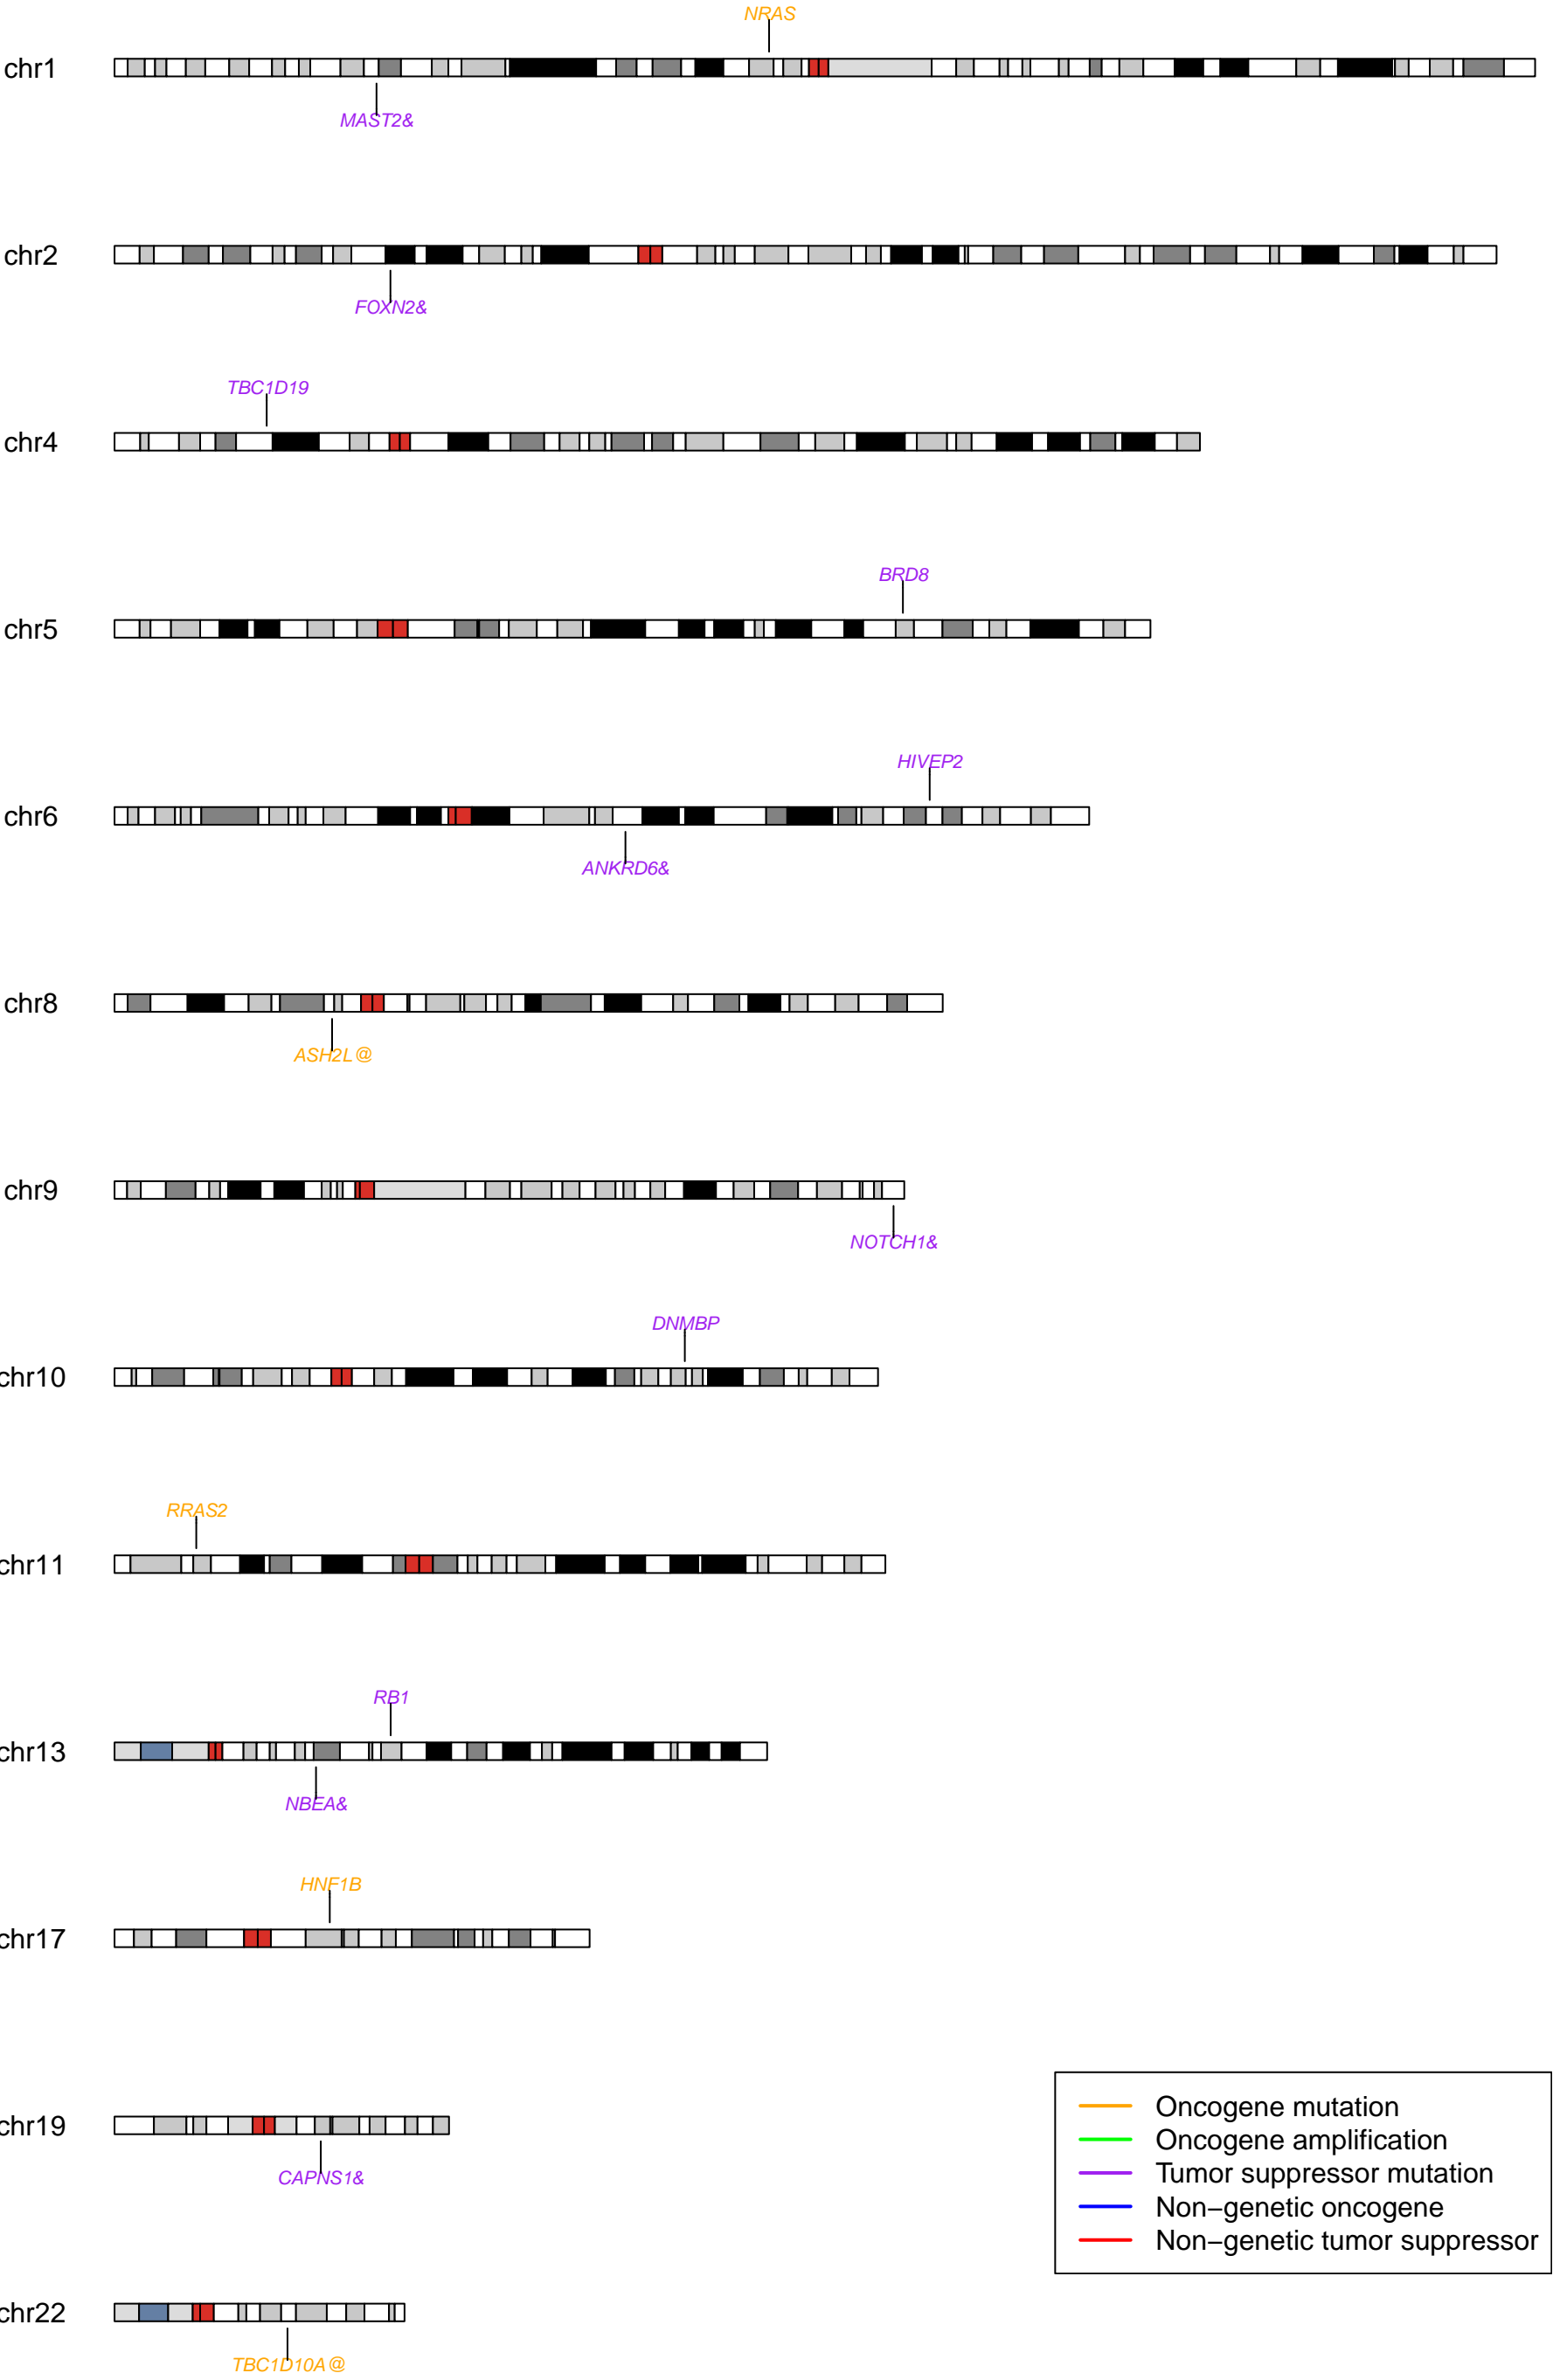 NRAS
chr1
MAST2&
chr2
FOXN2&
TBC1D19
chr4
BRD8
chr5
HIVEP2
chr6
ANKRD6&
chr8
ASH2L@
chr9
NOTCH1&
DNMBP
chr10
RRAS2
chr11
RB1
chr13
NBEA&
HNF1B
chr17
chr19
CAPNS1&
Oncogene mutation
Oncogene amplification
Tumor suppressor mutation
Non−genetic oncogene
Non−genetic tumor suppressor
chr22
TBC1D10A@